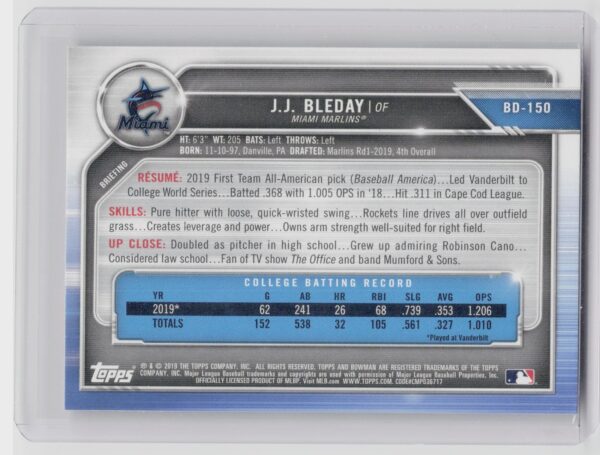 Miami
J.J. BLEDAY | OF
MIAMI MARLINS®
BD-150
HT: 6'3" WT: 205 BATS: Left THROWS: Left
BORN: 11-10-97, Danville, PA DRAFTED: Marlins Rd1-2019, 4th Overall
BRIEFING
RÉSUMÉ: 2019 First Team All-American pick (Baseball America)...Led Vanderbilt to
College World Series...Batted .368 with 1.005 OPS in '18...Hit .311 in Cape Cod League.
SKILLS: Pure hitter with loose, quick-wristed swing...Rockets line drives all over outfield
grass...Creates leverage and power...Owns arm strength well-suited for right field.
UP CLOSE: Doubled as pitcher in high school...Grew up admiring Robinson Cano...
Considered law school...Fan of TV show The Office and band Mumford & Sons.
COLLEGE BATTING RECORD
YR G AB HR RBI SLG AVG OPS
2019* 62 241 26 68 .739 .353 1.206
TOTALS 152 538 32 105 .561 .327 1.010
*Played at Vanderbilt
topps
® & © 2019 THE TOPPS COMPANY, INC. ALL RIGHTS RESERVED. TOPPS AND BOWMAN ARE REGISTERED TRADEMARKS OF THE TOPPS
COMPANY, INC. Major League Baseball trademarks and copyrights are used with permission of Major League Baseball Properties, Inc.
OFFICIALLY LICENSED PRODUCT OF MLBP. Visit MLB.com WWW.TOPPS.COM. CODE#CMP036717